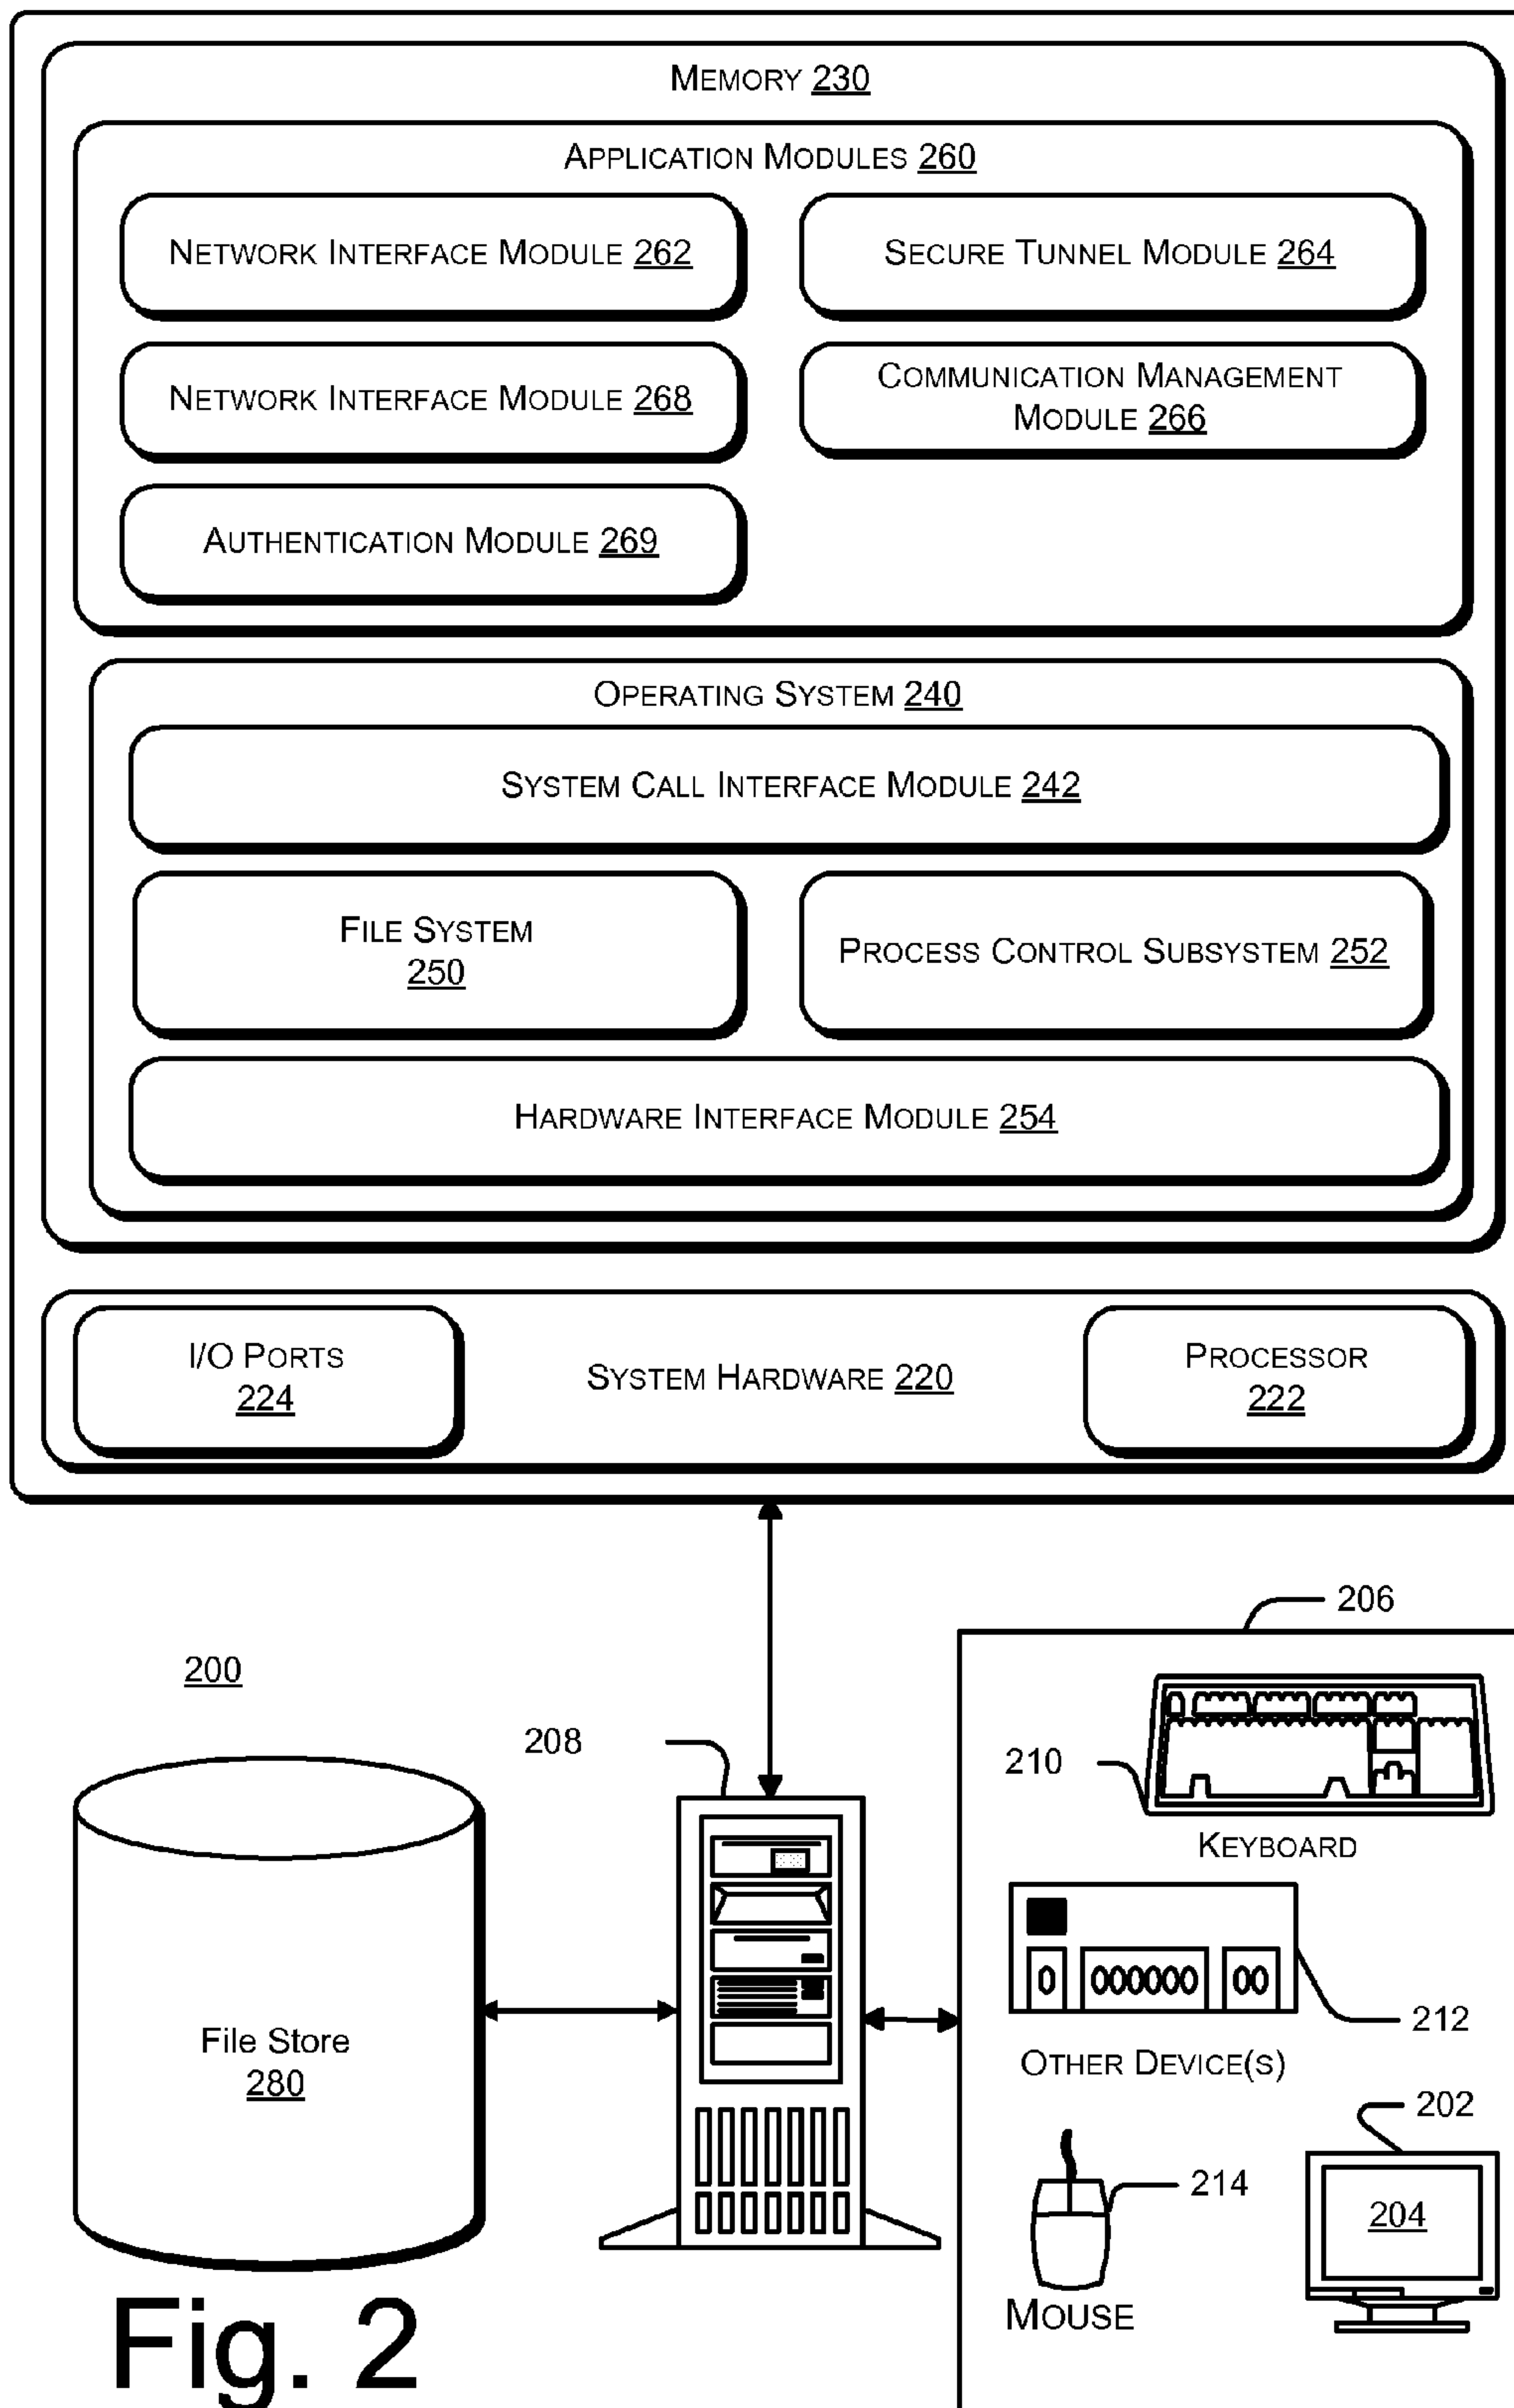 MEMORY 230
APPLICATION MODULES 260
NETWORK INTERFACE MODULE 262
SECURE TUNNEL MODULE 264
NETWORK INTERFACE MODULE 268
COMMUNICATION MANAGEMENT
MODULE 266
AUTHENTICATION MODULE 269
OPERATING SYSTEM 240
SYSTEM CALL INTERFACE MODULE 242
FILE SYSTEM
250
PROCESS CONTROL SUBSYSTEM 252
HARDWARE INTERFACE MODULE 254
I/O PORTS
224
SYSTEM HARDWARE 220
PROCESSOR
222
206
200
208
210
KEYBOARD
212
File Store
280
OTHER DEVICE(S)
202
214
204
MOUSE
Fig. 2